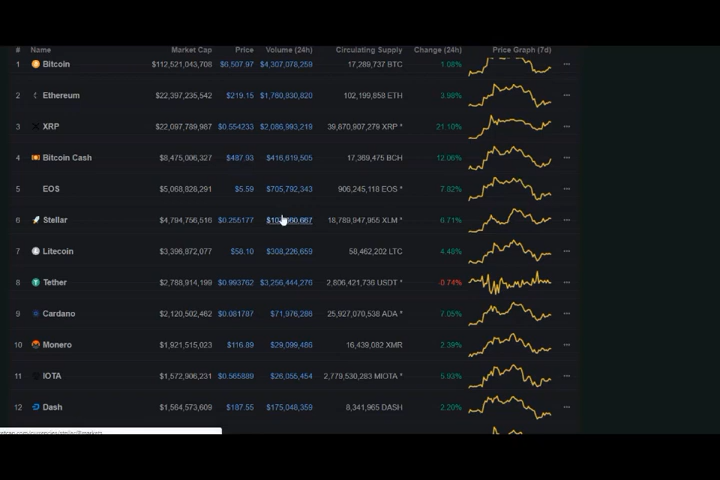 # Name Market Cap Price Volume (24h) Circulating Supply Change (24h) Price Graph (7d)
1 Bitcoin $112,521,043,708 $6,507.97 $4,307,078,259 17,289,737 BTC 1.08%
2 Ethereum $22,397,235,542 $219.15 $1,760,930,820 102,199,858 ETH 3.98%
3 XRP $22,097,789,987 $0.554233 $2,086,993,219 39,870,907,279 XRP * 21.10%
4 Bitcoin Cash $8,475,006,327 $487.93 $416,619,505 17,369,475 BCH 12.06%
5 EOS $5,068,828,291 $5.59 $705,792,343 906,245,118 EOS * 7.82%
6 Stellar $4,794,756,516 $0.255177 18,789,947,955 XLM * 6.71%
7 Litecoin $3,396,872,077 $58.10 $308,226,659 58,462,202 LTC 4.48%
8 Tether $2,788,914,199 $0.993762 $3,256,444,276 2,806,421,736 USDT * -0.74%
9 Cardano $2,120,502,462 $0.081787 $71,976,286 25,927,070,538 ADA * 7.05%
10 Monero $1,921,515,023 $116.89 $29,099,486 16,439,082 XMR 2.39%
11 IOTA $1,572,906,231 $0.565889 $26,055,454 2,779,530,283 MIOTA * 5.93%
12 Dash $1,564,573,609 $187.55 $175,048,359 8,341,965 DASH 2.20%